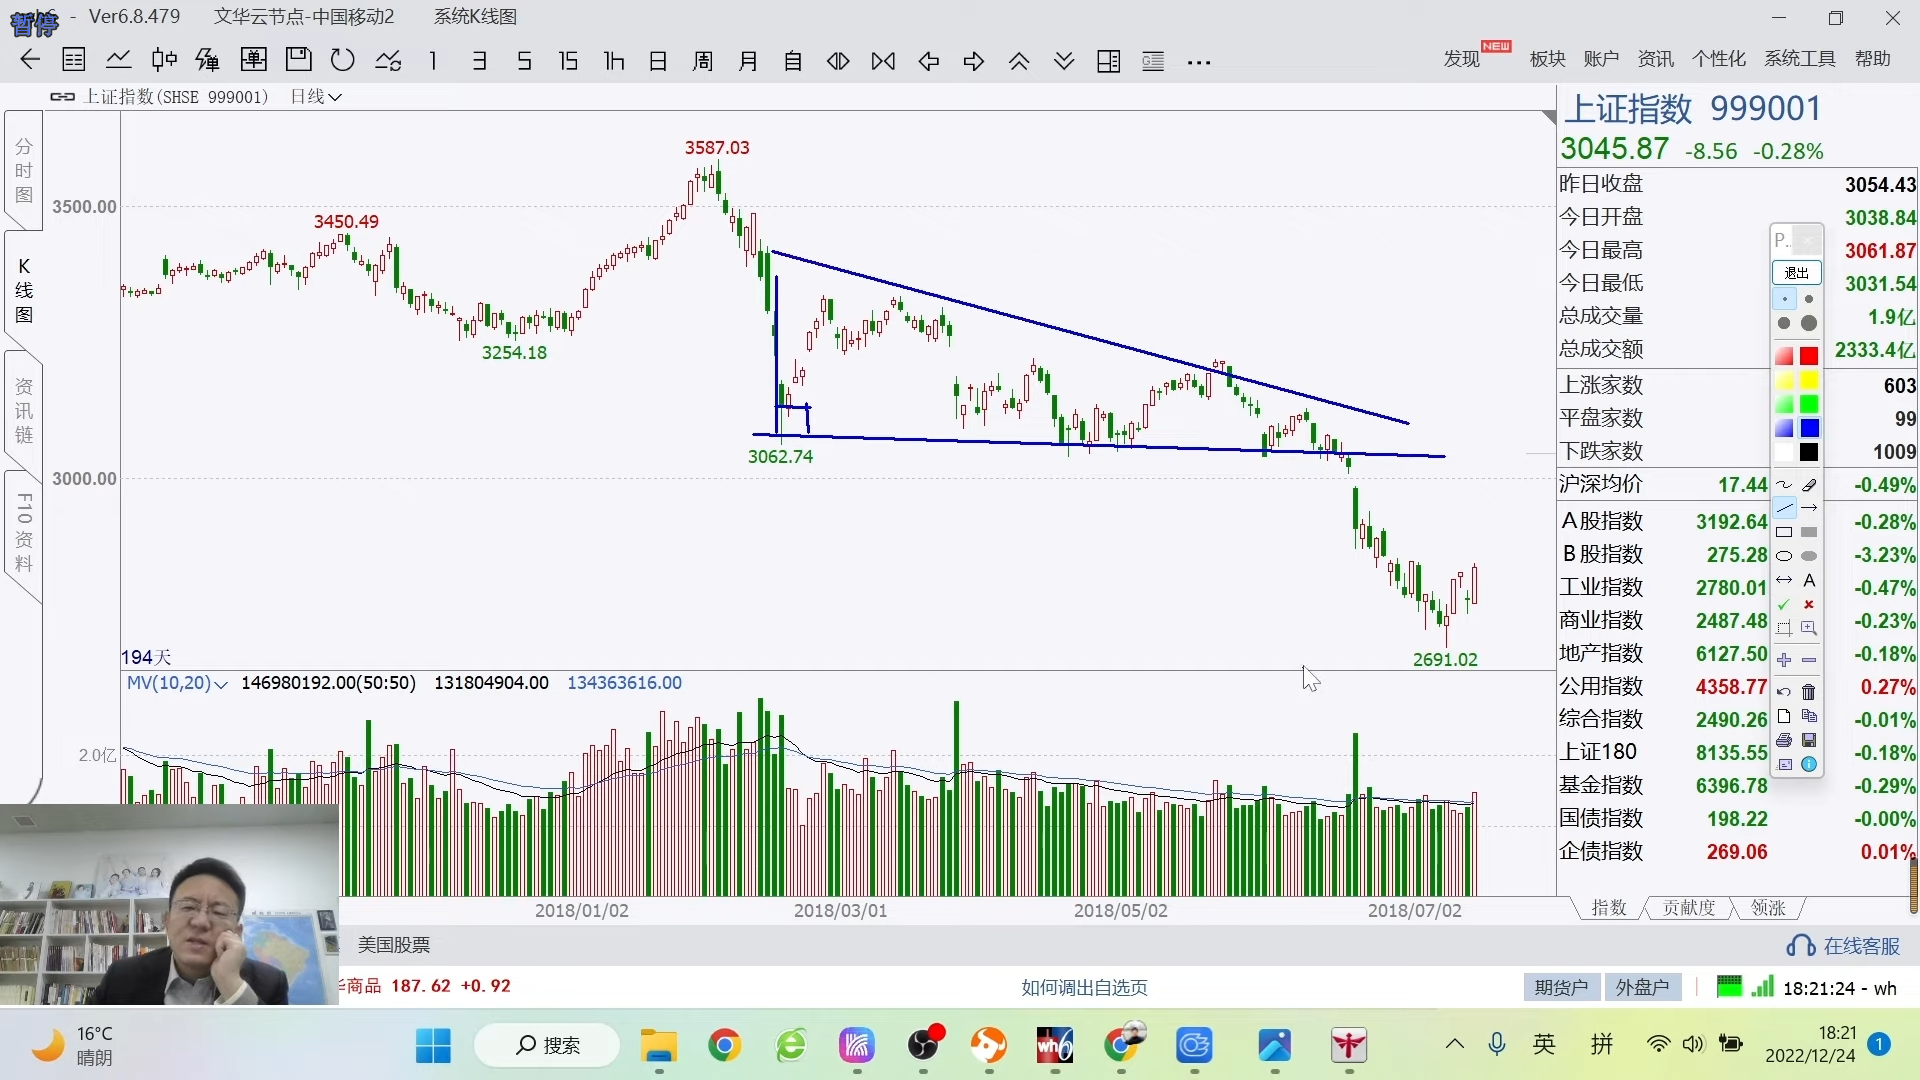 暂停
- Ver6.8.479 文华云节点-中国移动2 系统K线图
1 3 5 15 1h 日 周 月 自
发现 NEW 板块 账户 资讯 个性化 系统工具 帮助
上证指数(SHSE 999001) 日线
分时图
K线图
资讯链
F10资料
3587.03
3500.00
3450.49
3254.18
3062.74
3000.00
2691.02
194天
MV(10,20) 146980192.00(50:50) 131804904.00 134363616.00
2.0亿
2018/01/02 2018/03/01 2018/05/02 2018/07/02
上证指数 999001
3045.87 -8.56 -0.28%
昨日收盘 3054.43
今日开盘 3038.84
今日最高 3061.87
今日最低 3031.54
总成交量 1.9亿
总成交额 2333.4亿
上涨家数 603
平盘家数 99
下跌家数 1009
沪深均价 17.44 -0.49%
A股指数 3192.64 -0.28%
B股指数 275.28 -3.23%
工业指数 2780.01 -0.47%
商业指数 2487.48 -0.23%
地产指数 6127.50 -0.18%
公用指数 4358.77 0.27%
综合指数 2490.26 -0.01%
上证180 8135.55 -0.18%
基金指数 6396.78 -0.29%
国债指数 198.22 -0.00%
企债指数 269.06 0.01%
P..
退出
A
指数 贡献度 领涨
美国股票
在线客服
商品 187.62 +0.92
如何调出自选页
期货户 外盘户 18:21:24 - wh
16°C
晴朗
搜索
wh6
英 拼
18:21
2022/12/24
1